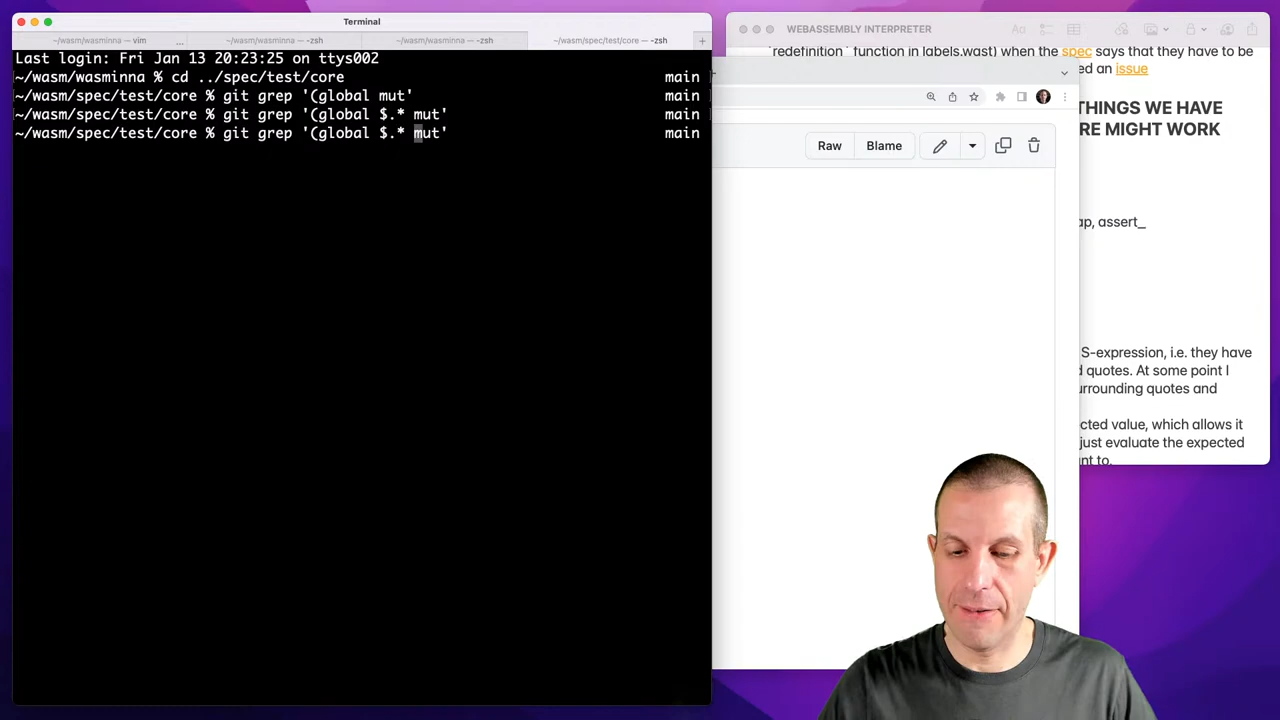 Terminal
~/wasm/wasminna — vim ... ~/wasm/wasminna — -zsh ~/wasm/wasminna — -zsh ~/wasm/spec/test/core — -zsh +
Last login: Fri Jan 13 20:23:25 on ttys002
~/wasm/wasminna % cd ../spec/test/core main
~/wasm/spec/test/core % git grep '(global mut' main
~/wasm/spec/test/core % git grep '(global $.* mut' main
~/wasm/spec/test/core % git grep '(global $.* mut' main
WEBASSEMBLY INTERPRETER
Aa
`redefinition` function in labels.wast) when the spec says that they have to be
ed an issue
THINGS WE HAVE
RE MIGHT WORK
Raw Blame
ap, assert_
S-expression, i.e. they have
d quotes. At some point I
urrounding quotes and
cted value, which allows it
just evaluate the expected
nt to.